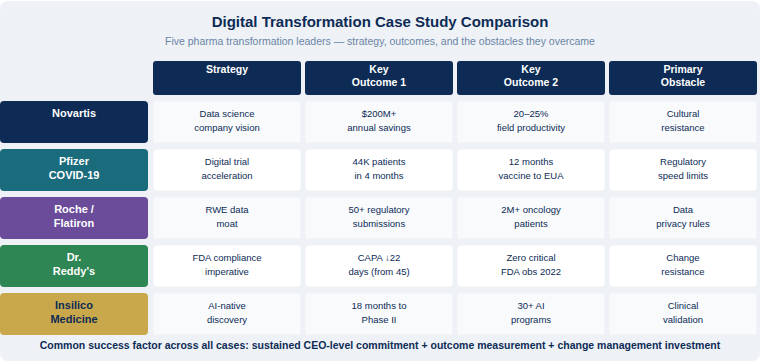 Digital Transformation Case Study Comparison
Five pharma transformation leaders — strategy, outcomes, and the obstacles they overcame
Strategy
Key
Outcome 1
Key
Outcome 2
Primary
Obstacle
Novartis
Data science
company vision
$200M+
annual savings
20–25%
field productivity
Cultural
resistance
Pfizer
COVID-19
Digital trial
acceleration
44K patients
in 4 months
12 months
vaccine to EUA
Regulatory
speed limits
Roche /
Flatiron
RWE data
moat
50+ regulatory
submissions
2M+ oncology
patients
Data
privacy rules
Dr.
Reddy's
FDA compliance
imperative
CAPA ↓22
days (from 45)
Zero critical
FDA obs 2022
Change
resistance
Insilico
Medicine
AI-native
discovery
18 months to
Phase II
30+ AI
programs
Clinical
validation
Common success factor across all cases: sustained CEO-level commitment + outcome measurement + change management investment